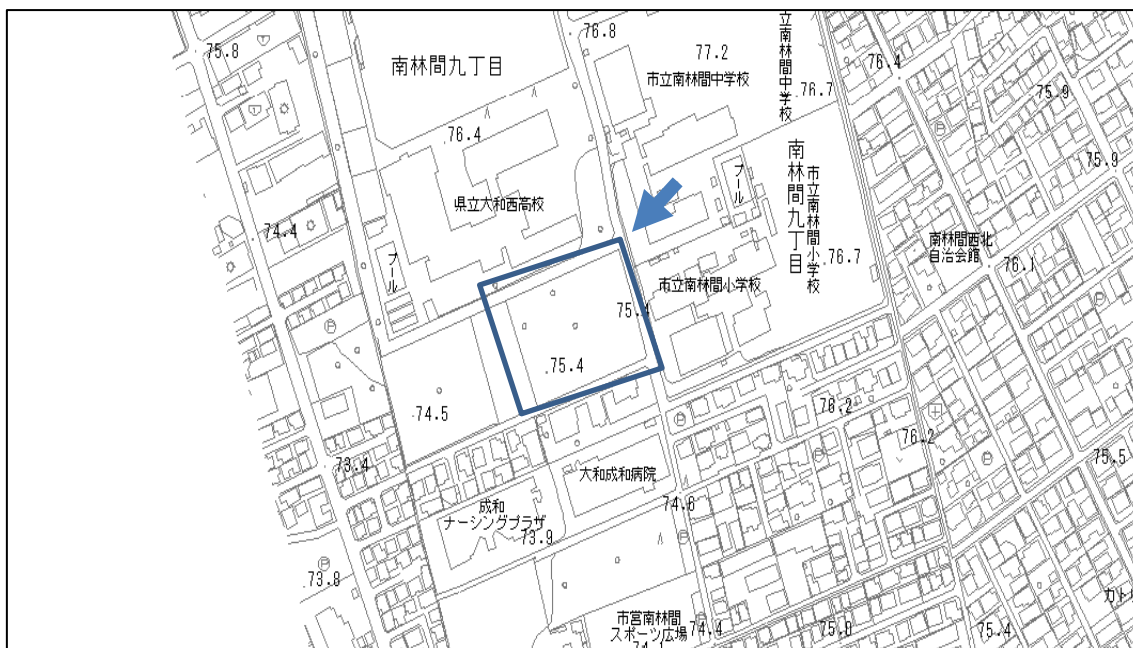 75.8
76.8
77.2
立南林間中学校
南林間九丁目
市立南林間中学校
76.4
76.7
75.9
76.4
プール
南林間九丁目
市立南林間小学校
75.9
県立大和西高校
74.4
プール
南林間西北
自治会館
76.7
76.1
市立南林間小学校
75.4
75.4
74.5
76.2
76.2
73.4
75.5
大和成和病院
74.6
成和
ナーシングプラザ
73.9
73.8
市営南林間
スポーツ広場
74.4
75.0
75.4